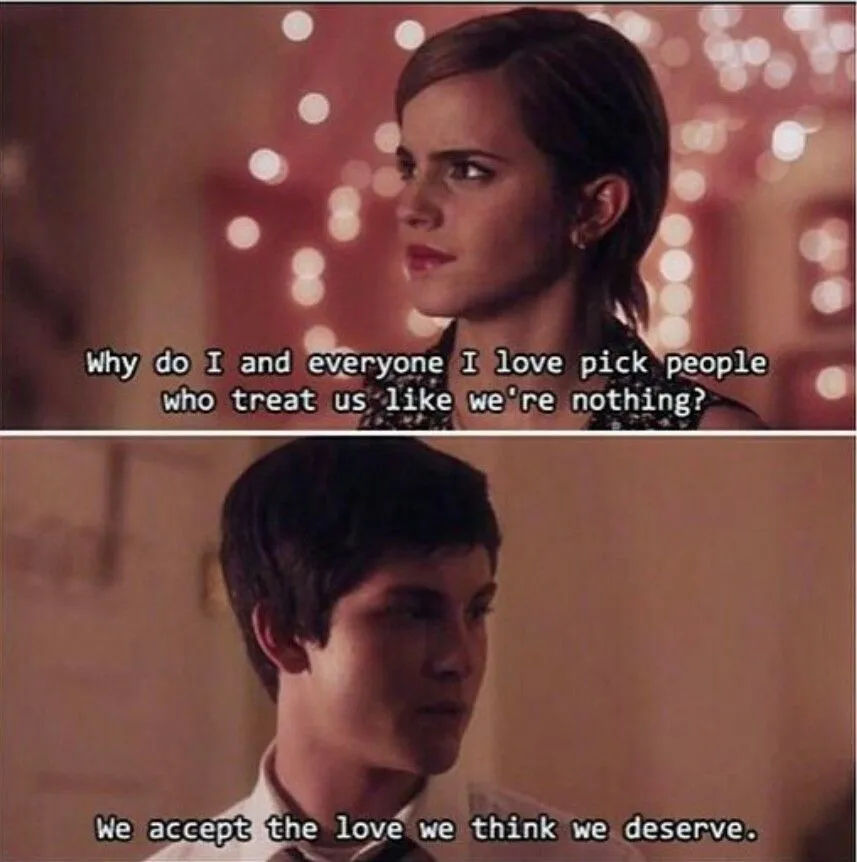 Why do I and everyone I love pick people
who treat us like we're nothing?
We accept the love we think we deserve.